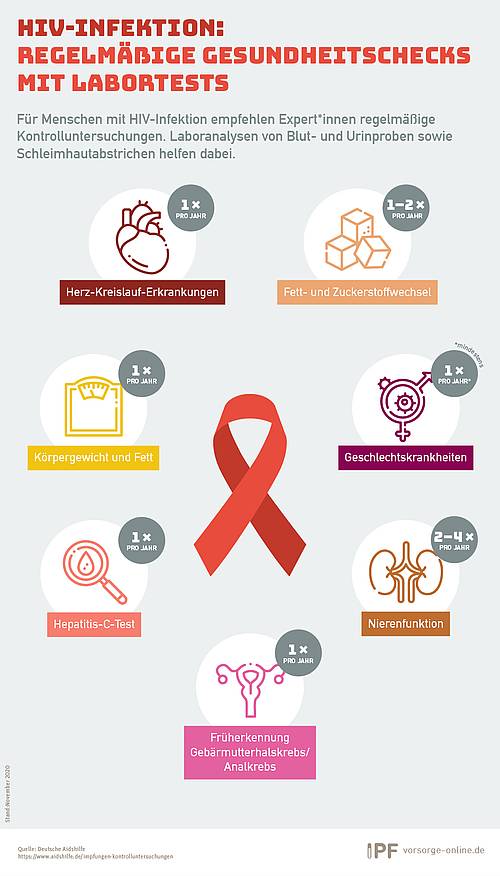 HIV-INFEKTION:
REGELMÄßIGE GESUNDHEITSCHECKS
MIT LABORTESTS
Für Menschen mit HIV-Infektion empfehlen Expert*innen regelmäßige
Kontrolluntersuchungen. Laboranalysen von Blut- und Urinproben sowie
Schleimhautabstrichen helfen dabei.
1×
PRO JAHR
Herz-Kreislauf-Erkrankungen
1–2×
PRO JAHR
Fett- und Zuckerstoffwechsel
1×
PRO JAHR
Körpergewicht und Fett
*mindestens
1×
PRO JAHR*
Geschlechtskrankheiten
1×
PRO JAHR
Hepatitis-C-Test
2–4×
PRO JAHR
Nierenfunktion
1×
PRO JAHR
Früherkennung
Gebärmutterhalskrebs/
Analkrebs
Stand:November 2020
Quelle: Deutsche Aidshilfe
https://www.aidshilfe.de/impfungen-kontrolluntersuchungen
IPF vorsorge-online.de